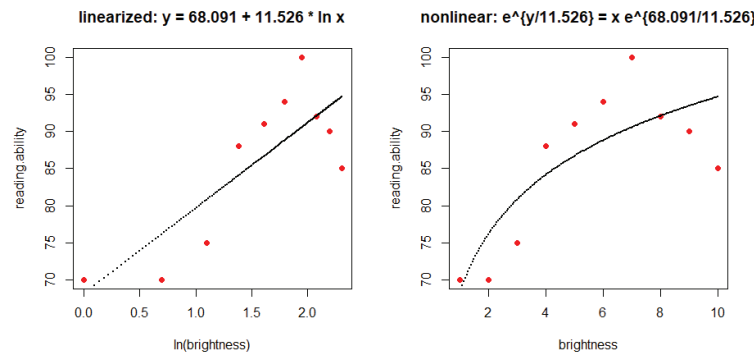 linearized: y = 68.091 + 11.526 * ln x
reading.ability
100
95
90
85
80
75
70
0.0 0.5 1.0 1.5 2.0
ln(brightness)
nonlinear: e^{y/11.526} = x e^{68.091/11.526}
reading.ability
100
95
90
85
80
75
70
2 4 6 8 10
brightness